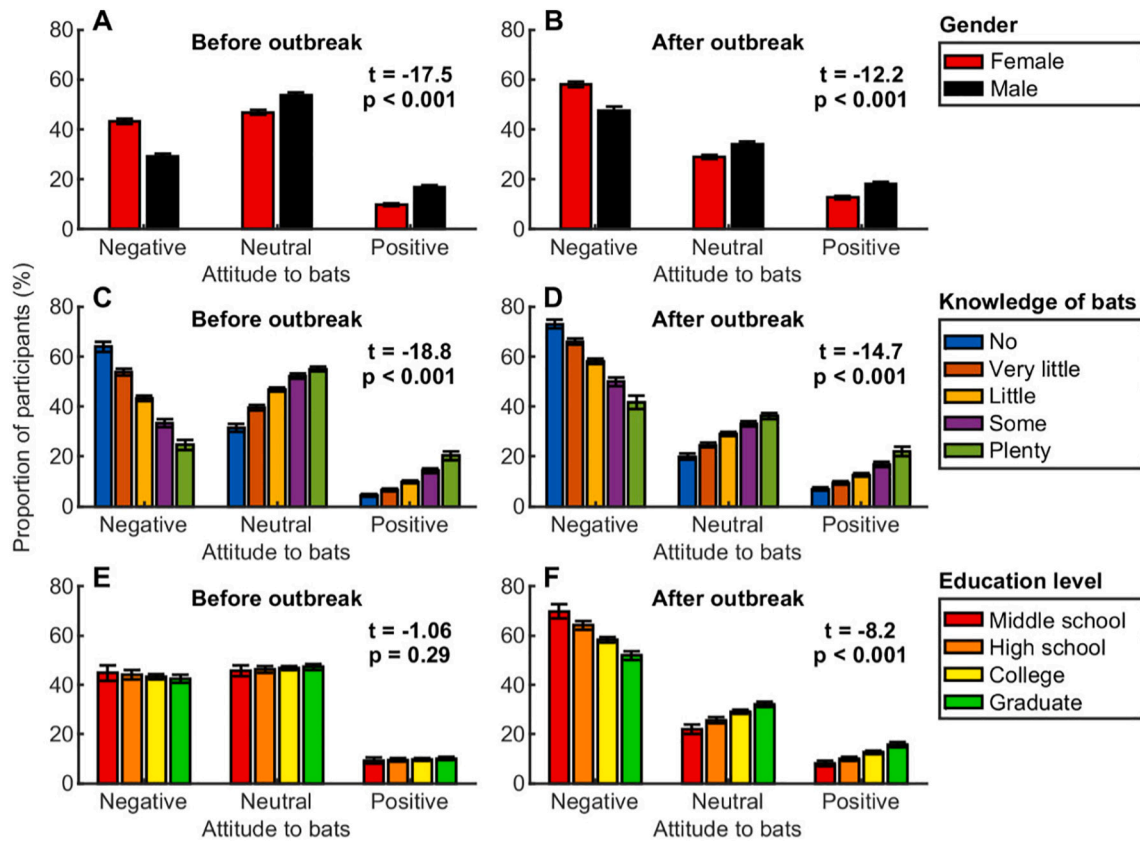 A
Before outbreak
t = -17.5
p < 0.001
80
60
40
20
0
Negative
Neutral
Positive
Attitude to bats
B
After outbreak
t = -12.2
p < 0.001
80
60
40
20
0
Negative
Neutral
Positive
Attitude to bats
Gender
Female
Male
Proportion of participants (%)
C
Before outbreak
t = -18.8
p < 0.001
80
60
40
20
0
Negative
Neutral
Positive
Attitude to bats
D
After outbreak
t = -14.7
p < 0.001
80
60
40
20
0
Negative
Neutral
Positive
Attitude to bats
Knowledge of bats
No
Very little
Little
Some
Plenty
E
Before outbreak
t = -1.06
p = 0.29
80
60
40
20
0
Negative
Neutral
Positive
Attitude to bats
F
After outbreak
t = -8.2
p < 0.001
80
60
40
20
0
Negative
Neutral
Positive
Attitude to bats
Education level
Middle school
High school
College
Graduate